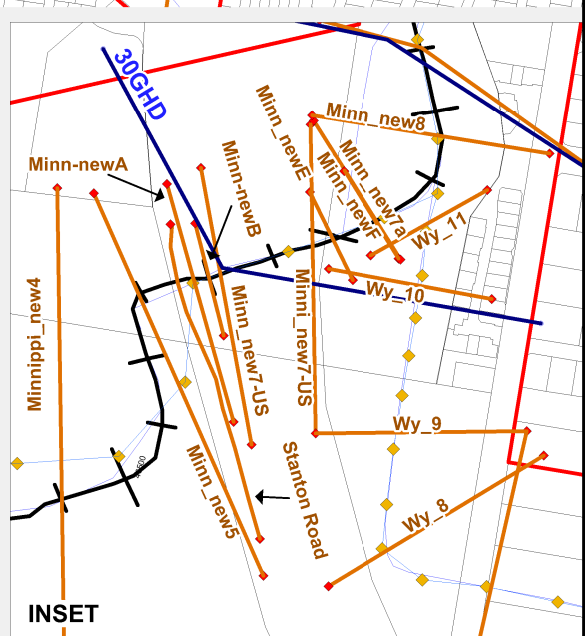 30GHD
Minn_new8
Minn_newE
Minn-newA
Minn-newB
Minn_new7a
Minn_newF
Wy_11
Wy_10
Minnippi_new4
Minn_new7-US
Minni_new7-US
Wy_9
Minn_new5
Stanton Road
Wy_8
INSET